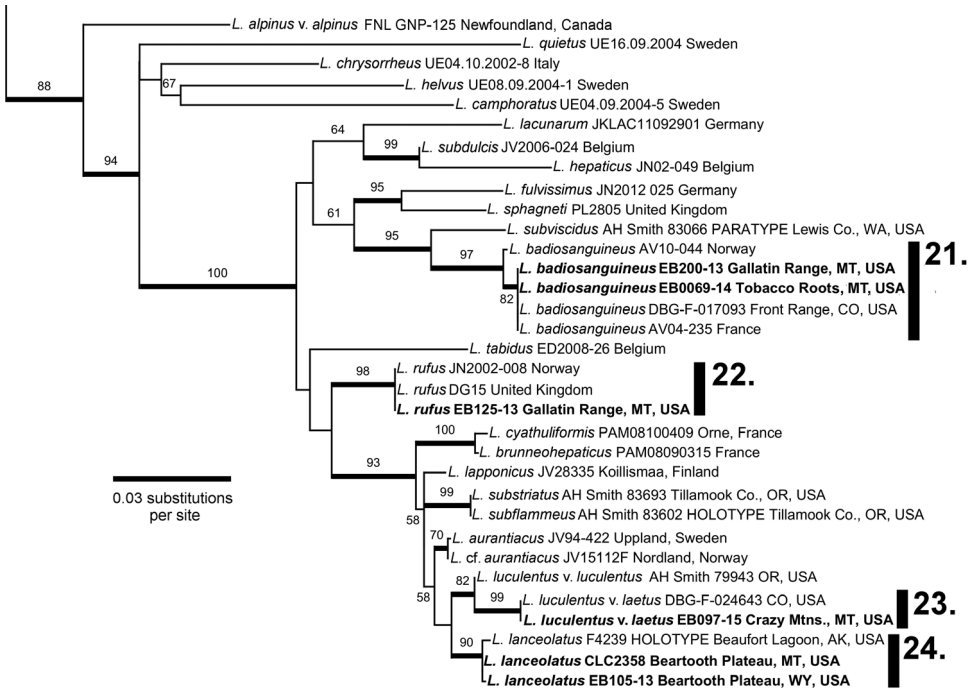 L. alpinus v. alpinus FNL GNP-125 Newfoundland, Canada
L. quietus UE16.09.2004 Sweden
L. chrysorrheus UE04.10.2002-8 Italy
67
88
L. helvus UE08.09.2004-1 Sweden
L. camphoratus UE04.09.2004-5 Sweden
L. lacunarum JKLAC11092901 Germany
64
99
L. subdulcis JV2006-024 Belgium
94
L. hepaticus JN02-049 Belgium
95
L. fulvissimus JN2012 025 Germany
61
L. sphagneti PL2805 United Kingdom
L. subviscidus AH Smith 83066 PARATYPE Lewis Co., WA, USA
95
L. badiosanguineus AV10-044 Norway
21.
97
L. badiosanguineus EB200-13 Gallatin Range, MT, USA
100
L. badiosanguineus EB0069-14 Tobacco Roots, MT, USA
82
L. badiosanguineus DBG-F-017093 Front Range, CO, USA
L. badiosanguineus AV04-235 France
L. tabidus ED2008-26 Belgium
98
L. rufus JN2002-008 Norway
22.
L. rufus DG15 United Kingdom
L. rufus EB125-13 Gallatin Range, MT, USA
100
L. cyathuliformis PAM08100409 Orne, France
L. brunneohepaticus PAM08090315 France
93
L. lapponicus JV28335 Koillismaa, Finland
0.03 substitutions
per site
99
L. substriatus AH Smith 83693 Tillamook Co., OR, USA
58
L. subflammeus AH Smith 83602 HOLOTYPE Tillamook Co., OR, USA
70
L. aurantiacus JV94-422 Uppland, Sweden
L. cf. aurantiacus JV15112F Nordland, Norway
82
L. luculentus v. luculentus AH Smith 79943 OR, USA
58
99
L. luculentus v. laetus DBG-F-024643 CO, USA
23.
L. luculentus v. laetus EB097-15 Crazy Mtns., MT, USA
90
L. lanceolatus F4239 HOLOTYPE Beaufort Lagoon, AK, USA
24.
L. lanceolatus CLC2358 Beartooth Plateau, MT, USA
L. lanceolatus EB105-13 Beartooth Plateau, WY, USA